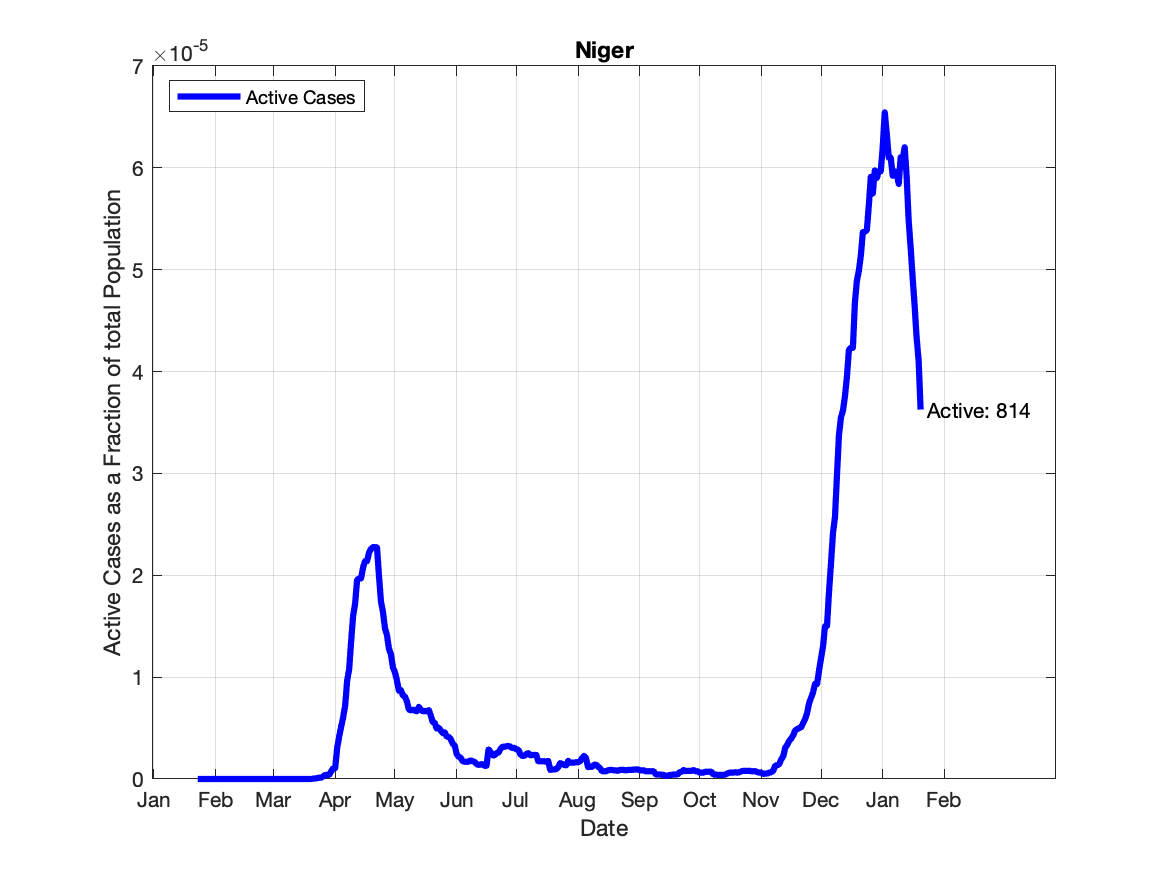 Niger
×10-5
7
6
5
4
3
2
1
0
Active Cases
Active: 814
Active Cases as a Fraction of total Population
Jan Feb Mar Apr May Jun Jul Aug Sep Oct Nov Dec Jan Feb
Date